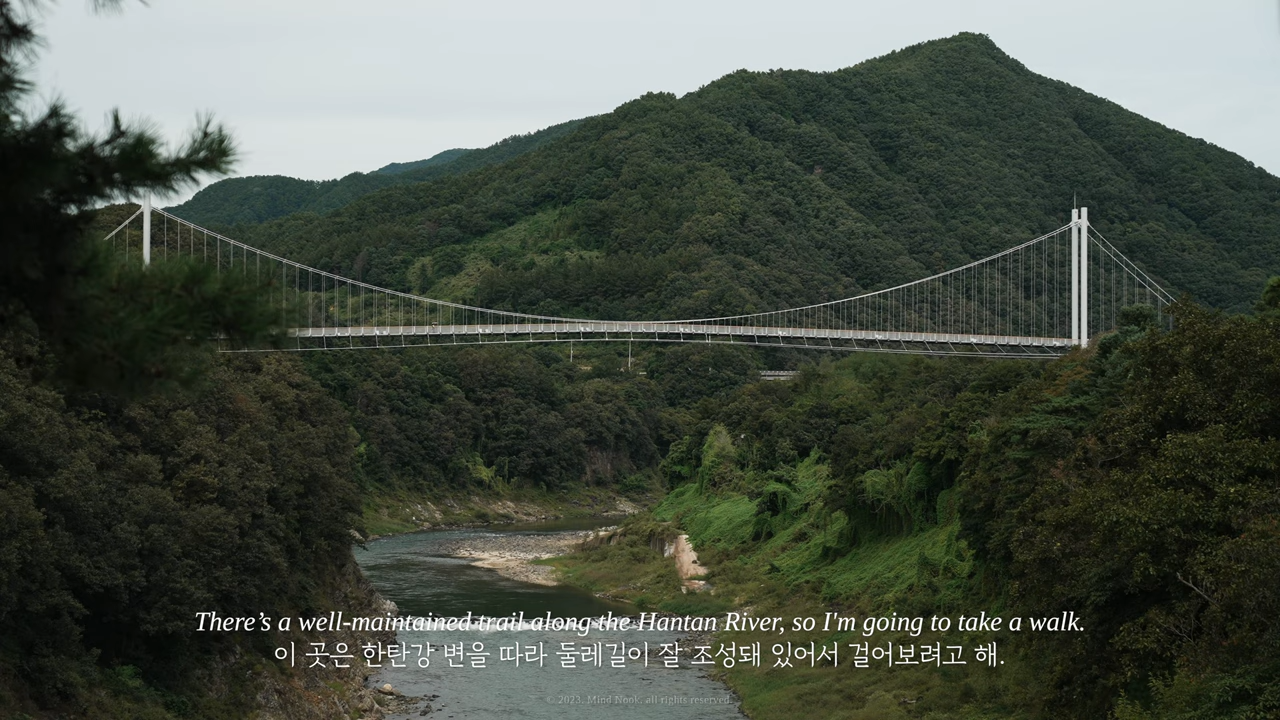 There’s a well-maintained trail along the Hantan River, so I'm going to take a walk.
이 곳은 한탄강 변을 따라 둘레길이 잘 조성돼 있어서 걸어보려고 해.
© 2023. Mind Nook. all rights reserved.